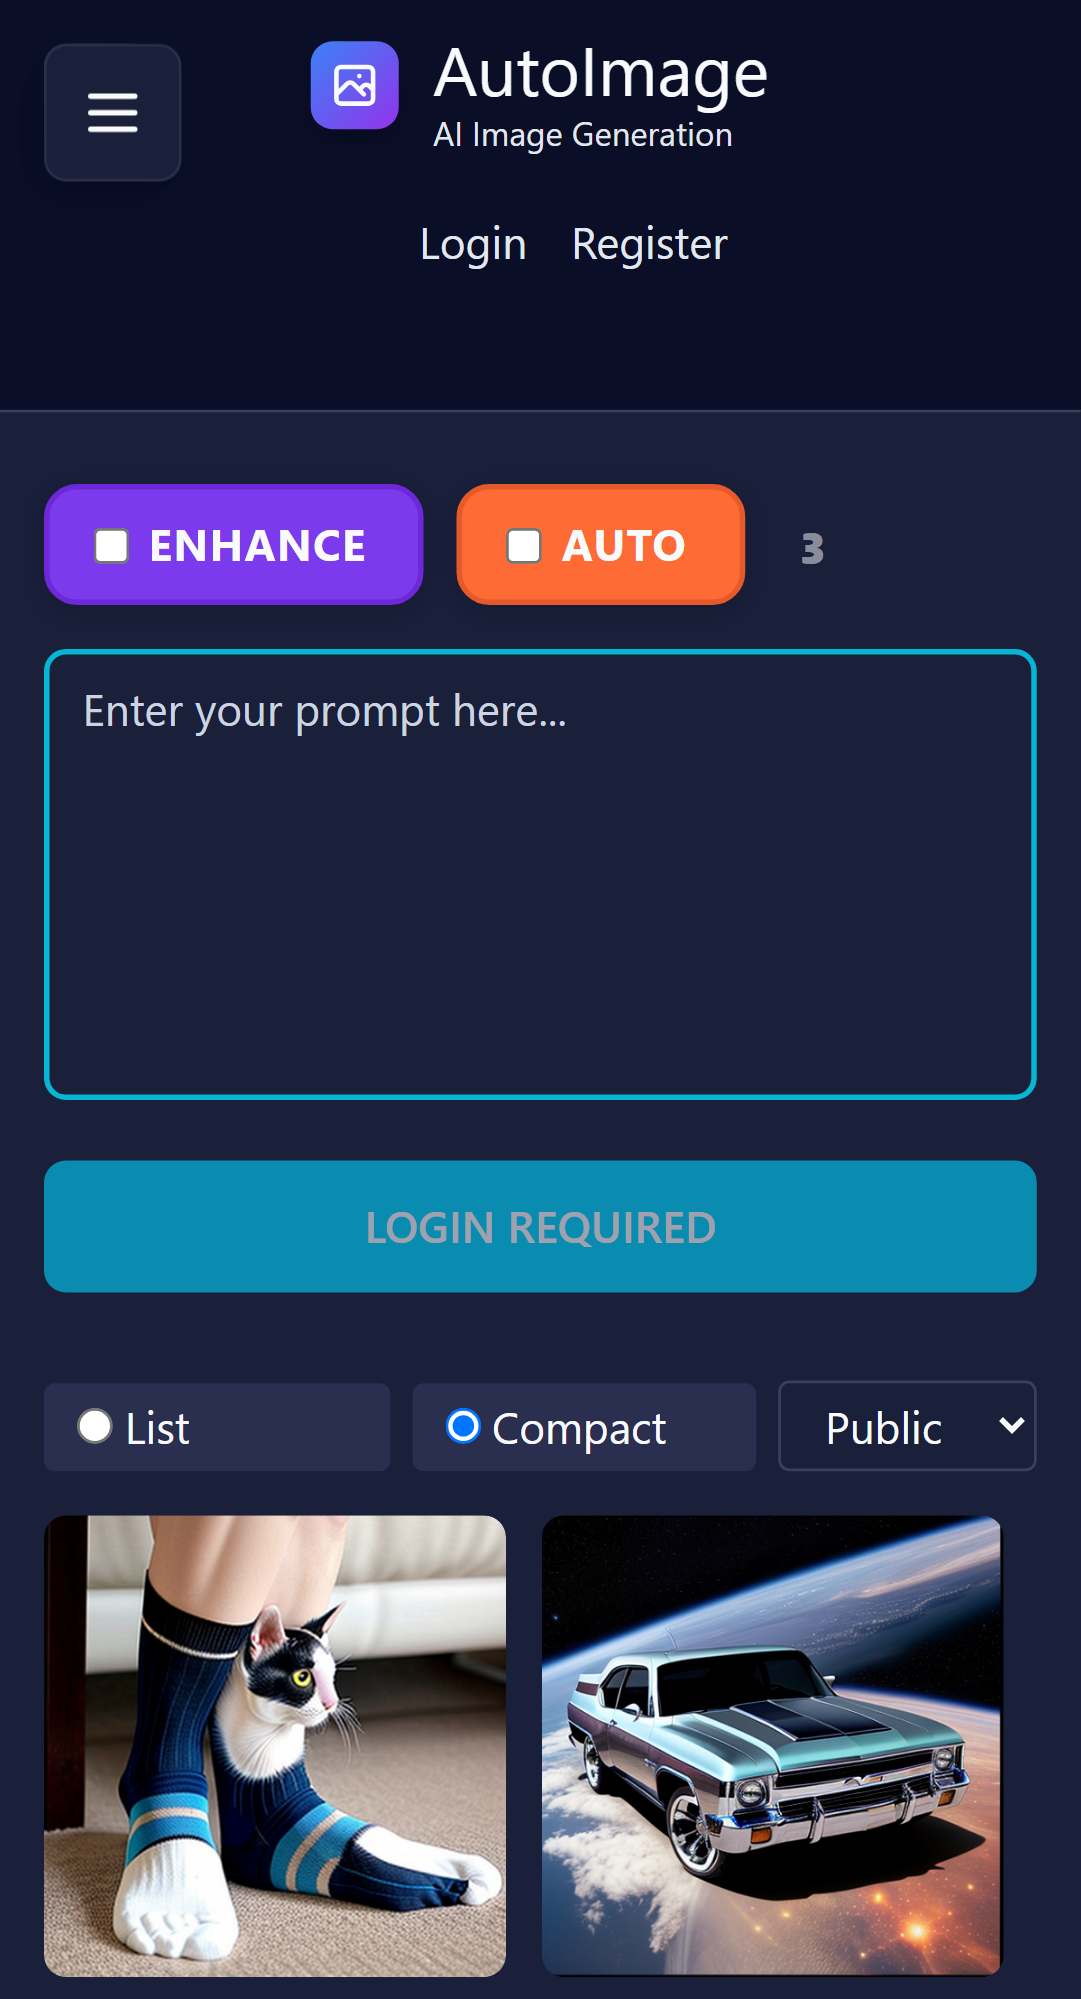 AutoImage
AI Image Generation
Login Register
ENHANCE AUTO 3
Enter your prompt here...
LOGIN REQUIRED
List Compact Public